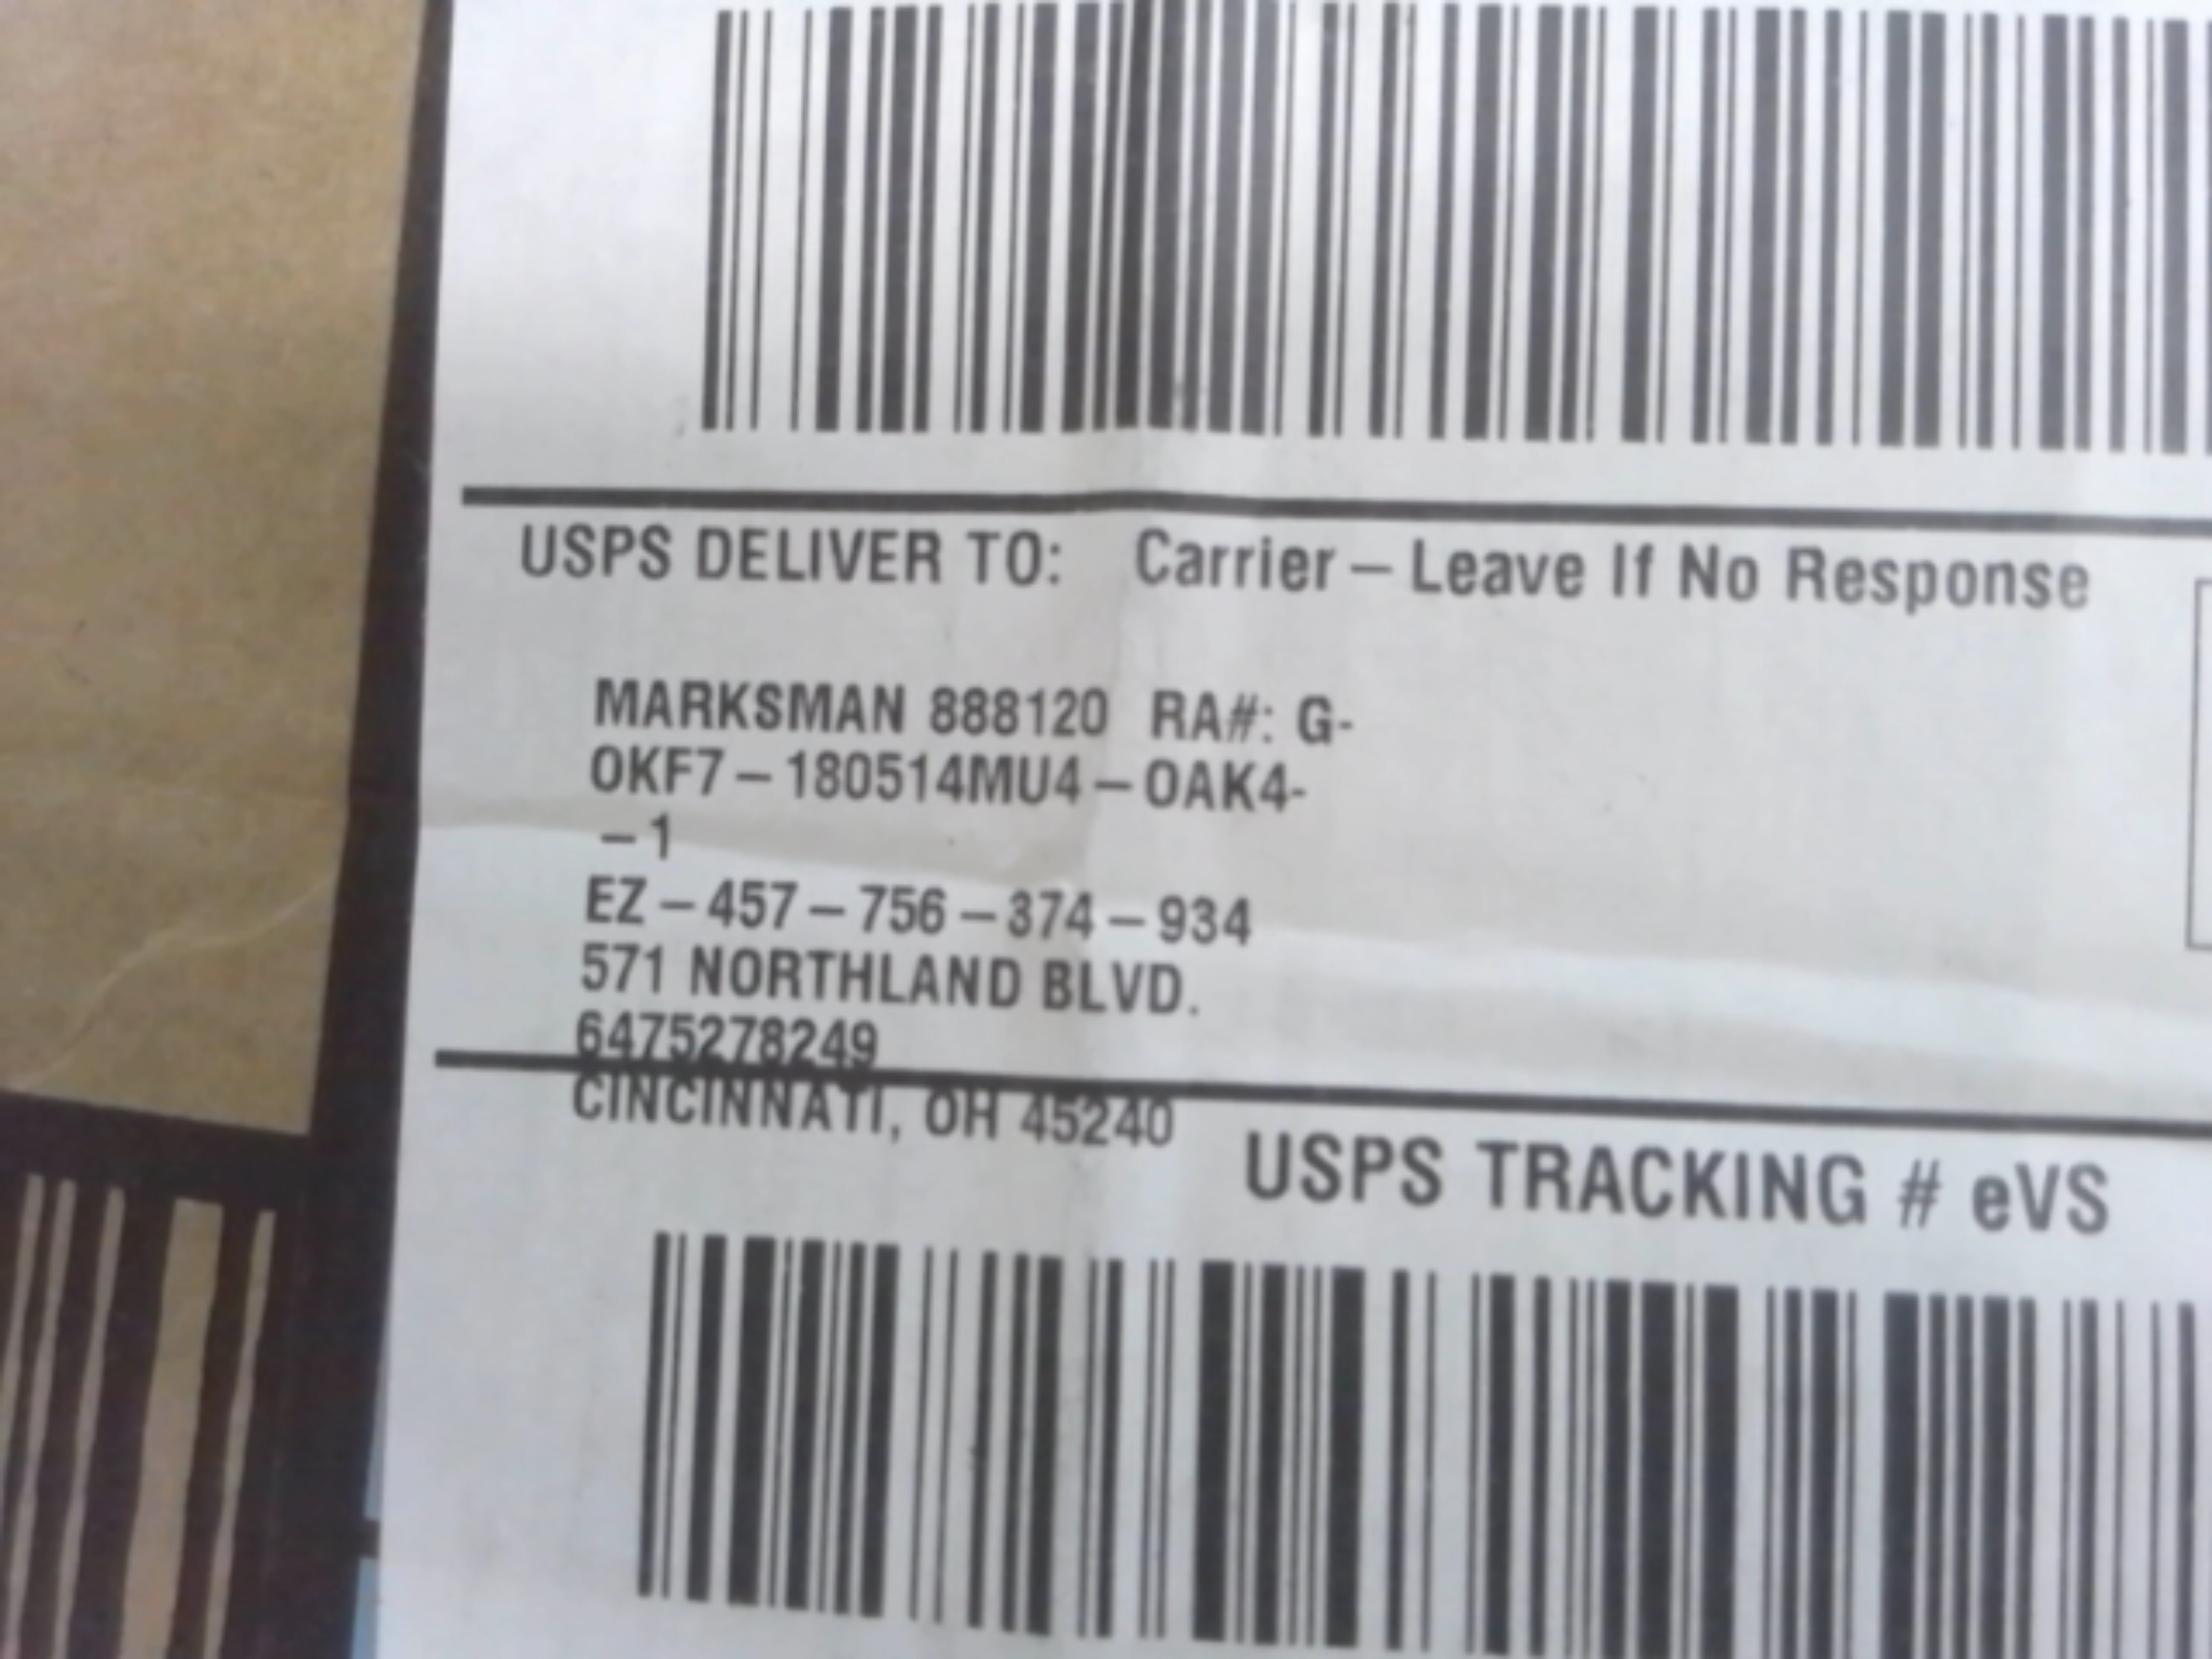 USPS DELIVER TO: Carrier – Leave If No Response
MARKSMAN 888120 RA#: G-
OKF7 – 180514MU4 – OAK4-
– 1
EZ – 457 – 756 – 374 – 934
571 NORTHLAND BLVD.
6475278249
CINCINNATI, OH 45240
USPS TRACKING # eVS